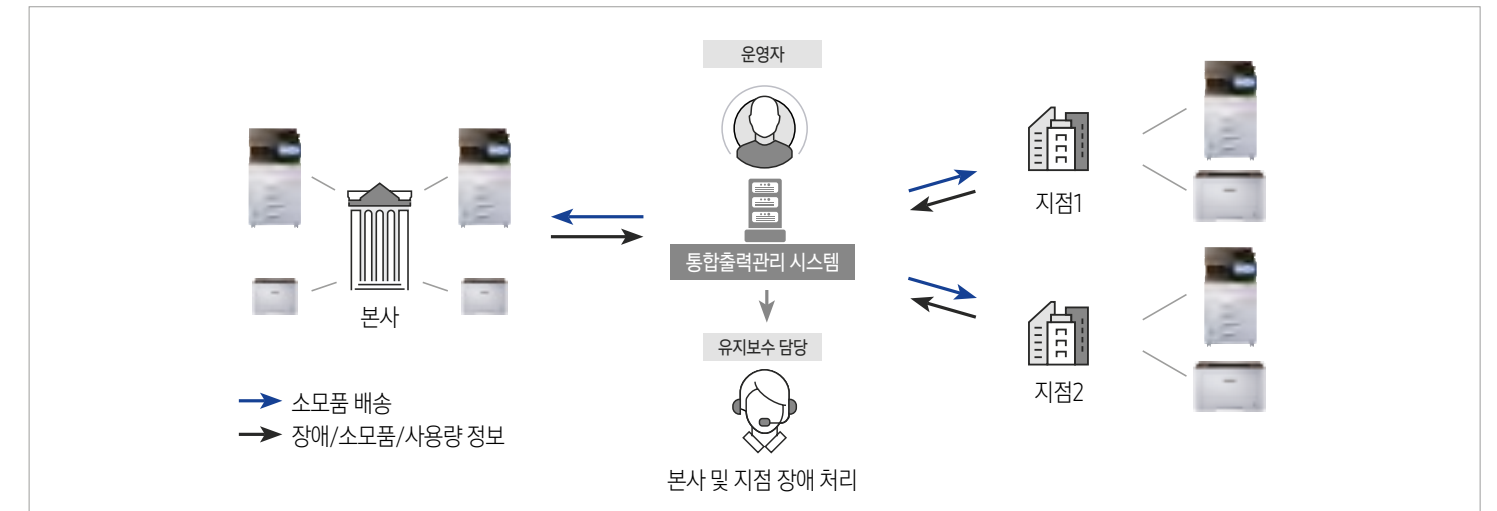 운영자
통합출력관리 시스템
본사
지점1
지점2
유지보수 담당
본사 및 지점 장애 처리
소모품 배송
장애/소모품/사용량 정보